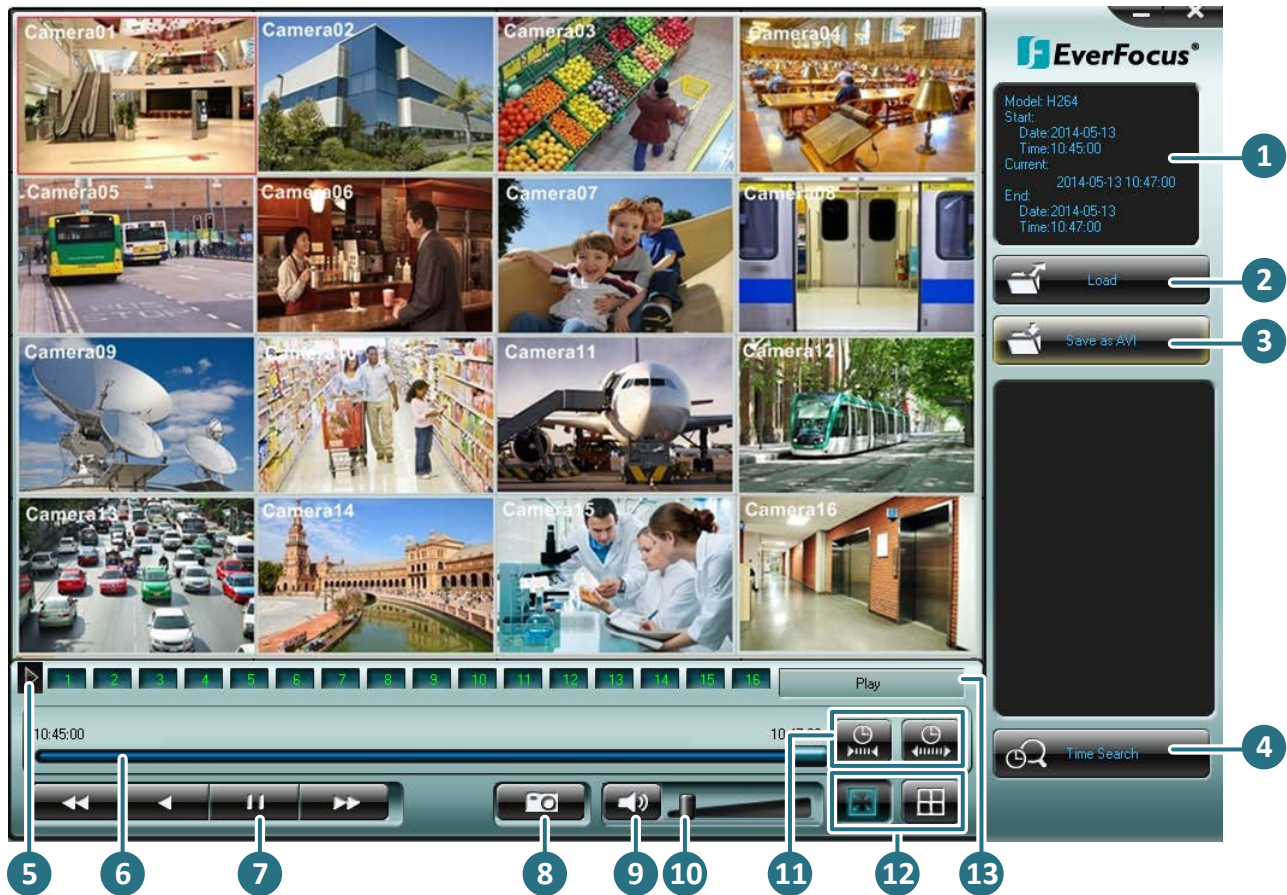 Camera01
Camera02
Camera03
Camera04
EverFocus®
Model: H264
Start:
Date:2014-05-13
Time:10:45:00
Current:
2014-05-13 10:47:00
End:
Date:2014-05-13
Time:10:47:00
1
Load
2
Save as AVI
3
Camera05
Camera06
Camera07
Camera08
Camera09
Camera10
Camera11
Camera12
Camera13
Camera14
Camera15
Camera16
1 2 3 4 5 6 7 8 9 10 11 12 13 14 15 16
Play
10:45:00
10:47:00
11
Time Search
4
5 6 7 8 9 10 12 13